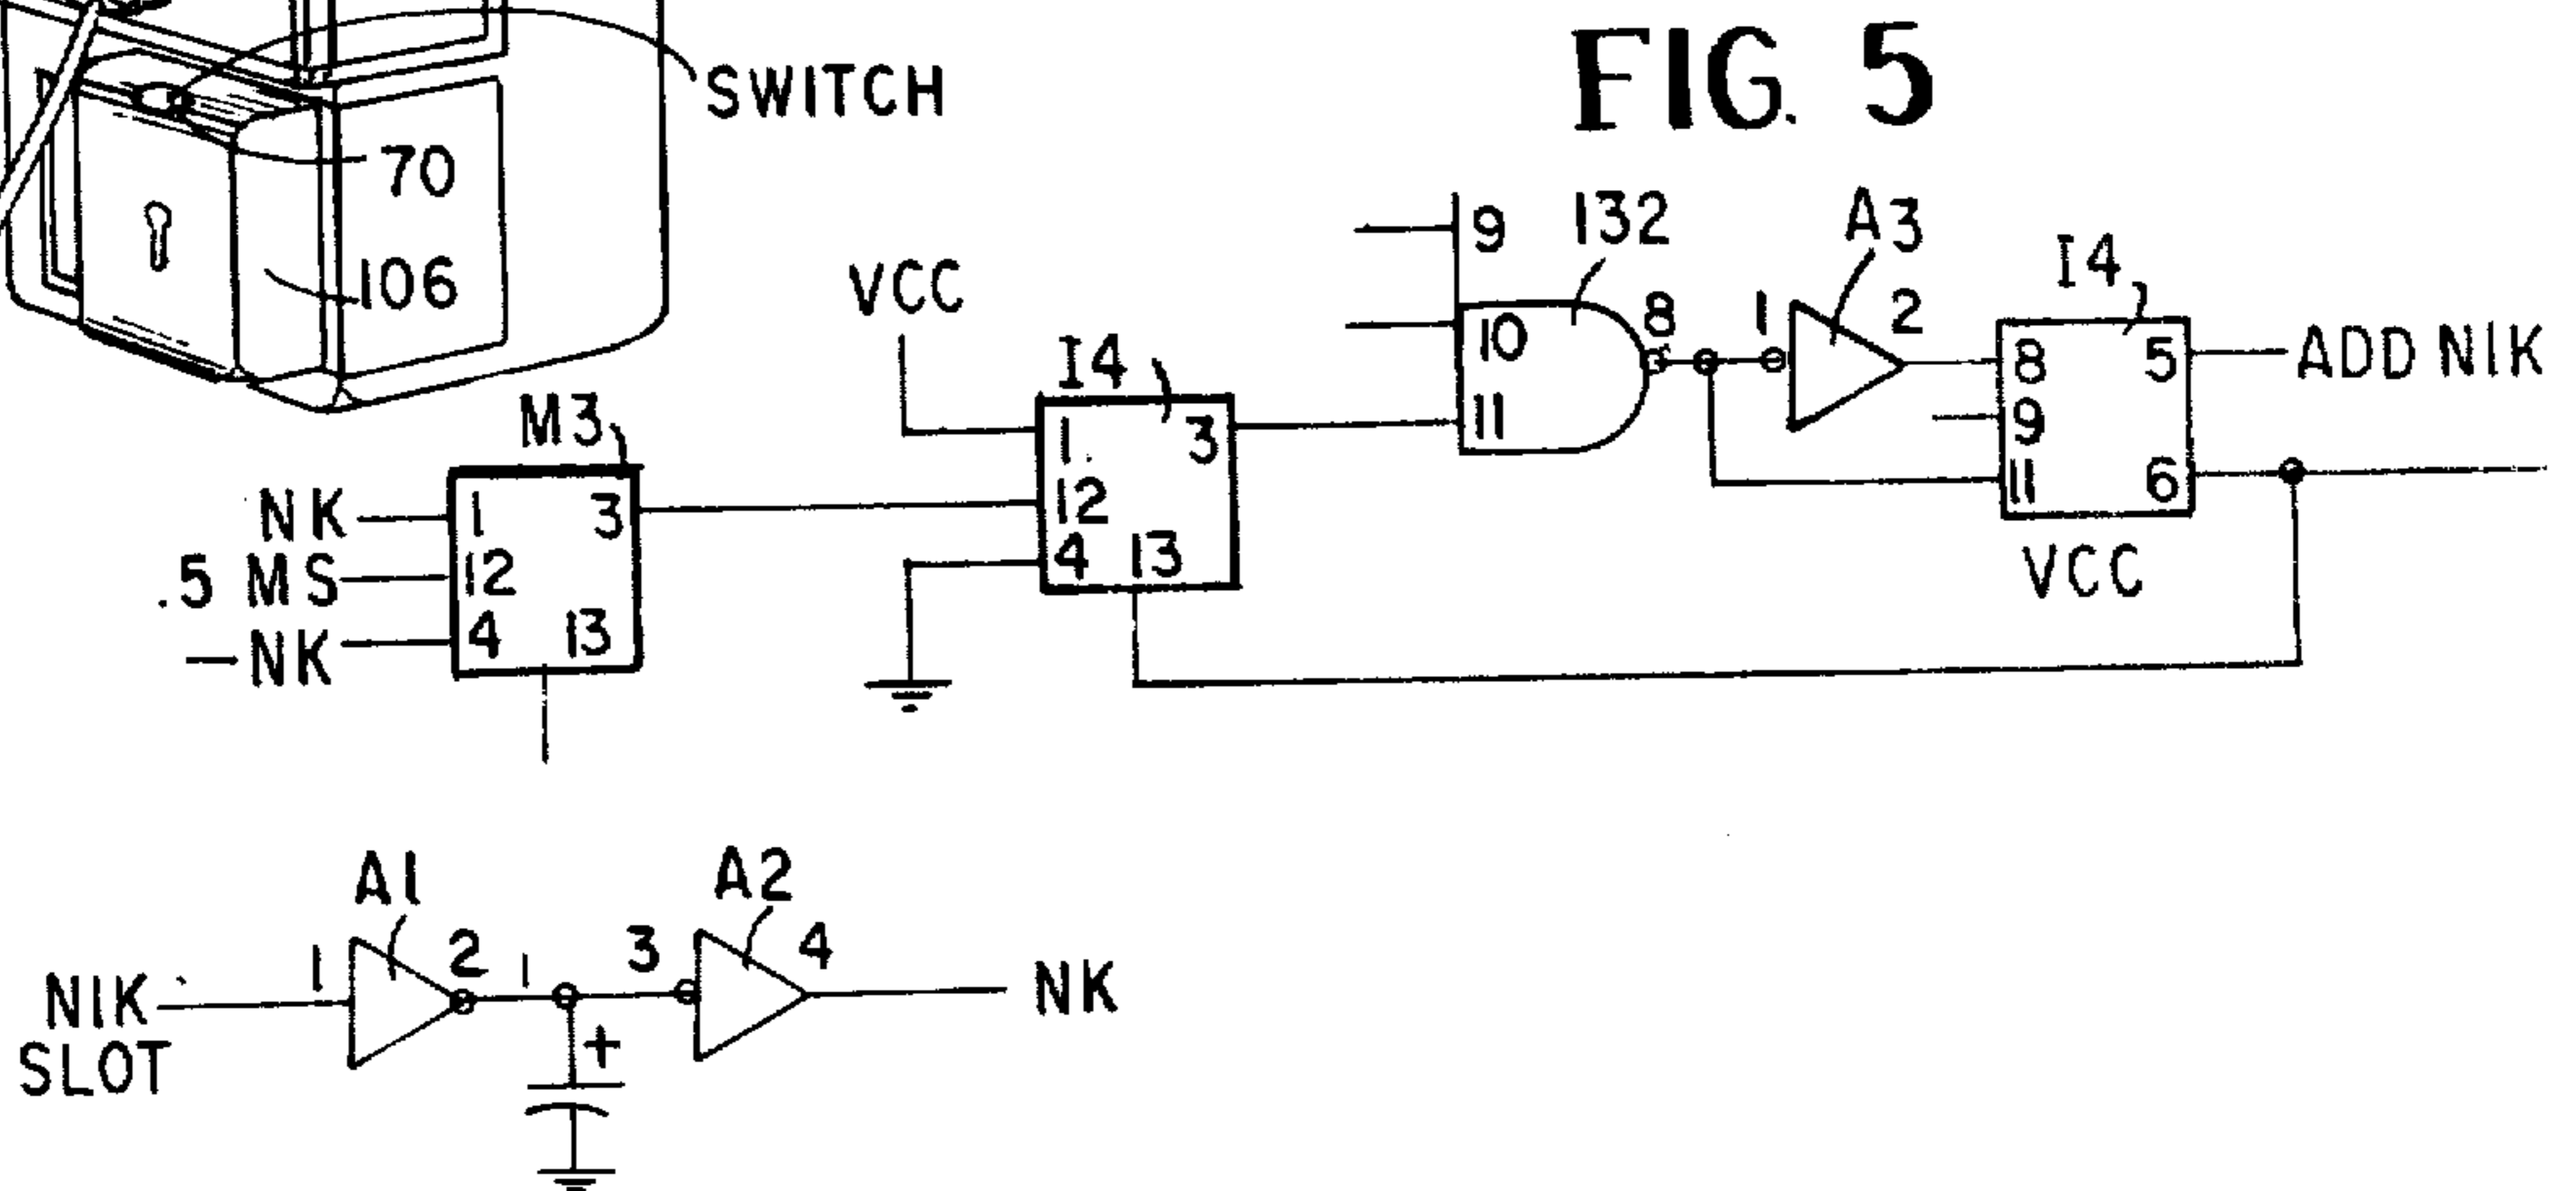 FIG. 5
SWITCH
70
106
VCC
9
132
A3
I4
10
8
1
2
8
5
ADD NIK
11
9
11
6
VCC
I4
1
3
12
4
13
M3
NK
1
3
.5 MS
12
—NK
4
13
A1
A2
NIK
SLOT
1
2
1
3
4
NK
+